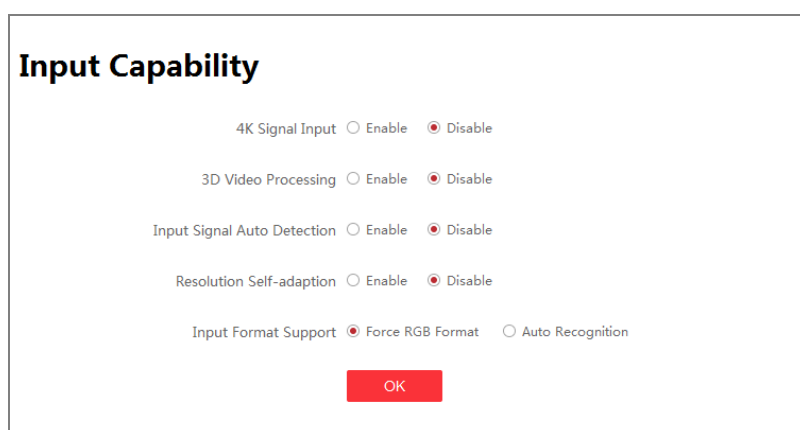 Input Capability
4K Signal Input Enable Disable
3D Video Processing Enable Disable
Input Signal Auto Detection Enable Disable
Resolution Self-adaption Enable Disable
Input Format Support Force RGB Format Auto Recognition
OK